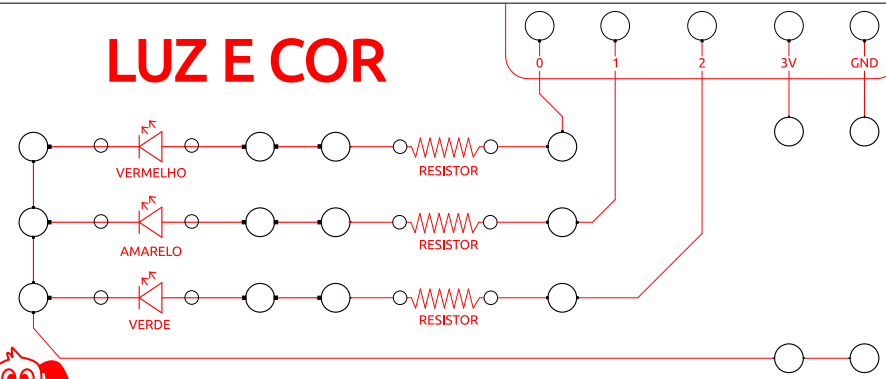 LUZ E COR
0 1 2 3V GND
VERMELHO
RESISTOR
AMARELO
RESISTOR
VERDE
RESISTOR